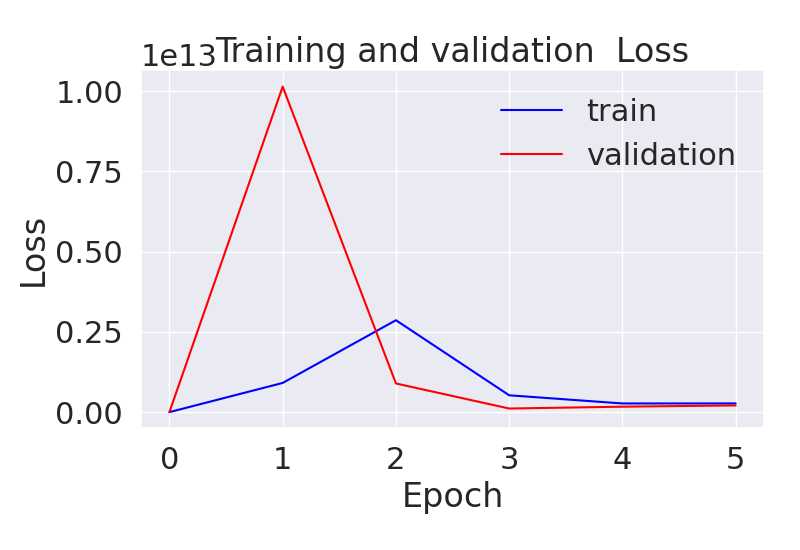 1e13
Training and validation  Loss
train
validation
1.00
0.75
0.50
0.25
0.00
Loss
0 1 2 3 4 5
Epoch